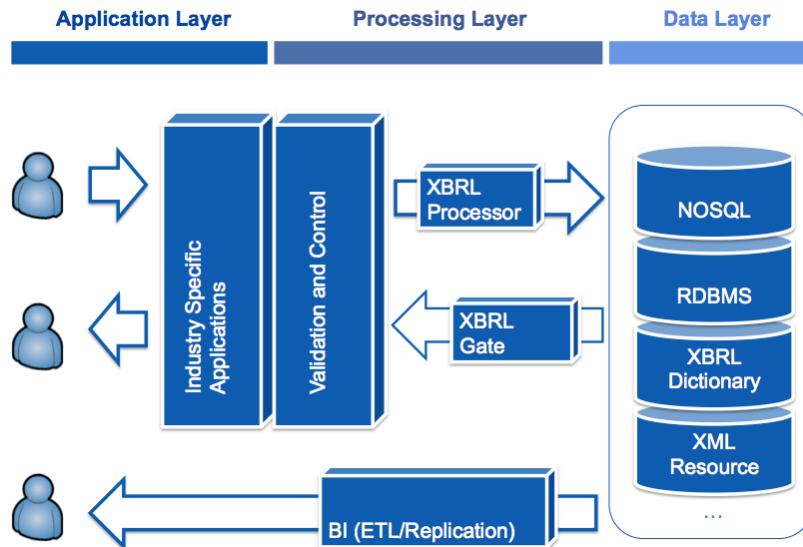 Application Layer
Processing Layer
Data Layer
Industry Specific
Applications
Validation and Control
XBRL
Processor
XBRL
Gate
NOSQL
RDBMS
XBRL
Dictionary
XML
Resource
...
BI (ETL/Replication)